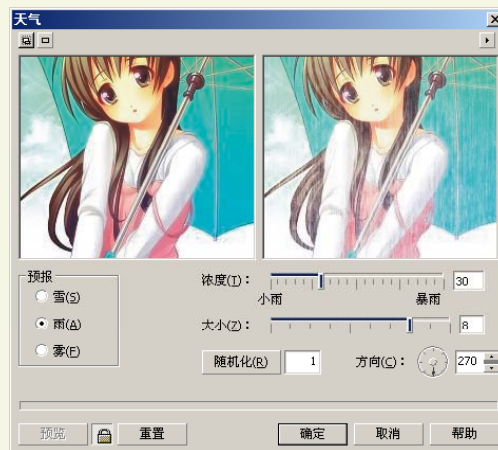 天气
预报
雪(S)
雨(A)
雾(F)
浓度(T)： 30
小雨 暴雨
大小(Z)： 8
随机化(R) 1 方向(C)： 270
预览 重置 确定 取消 帮助